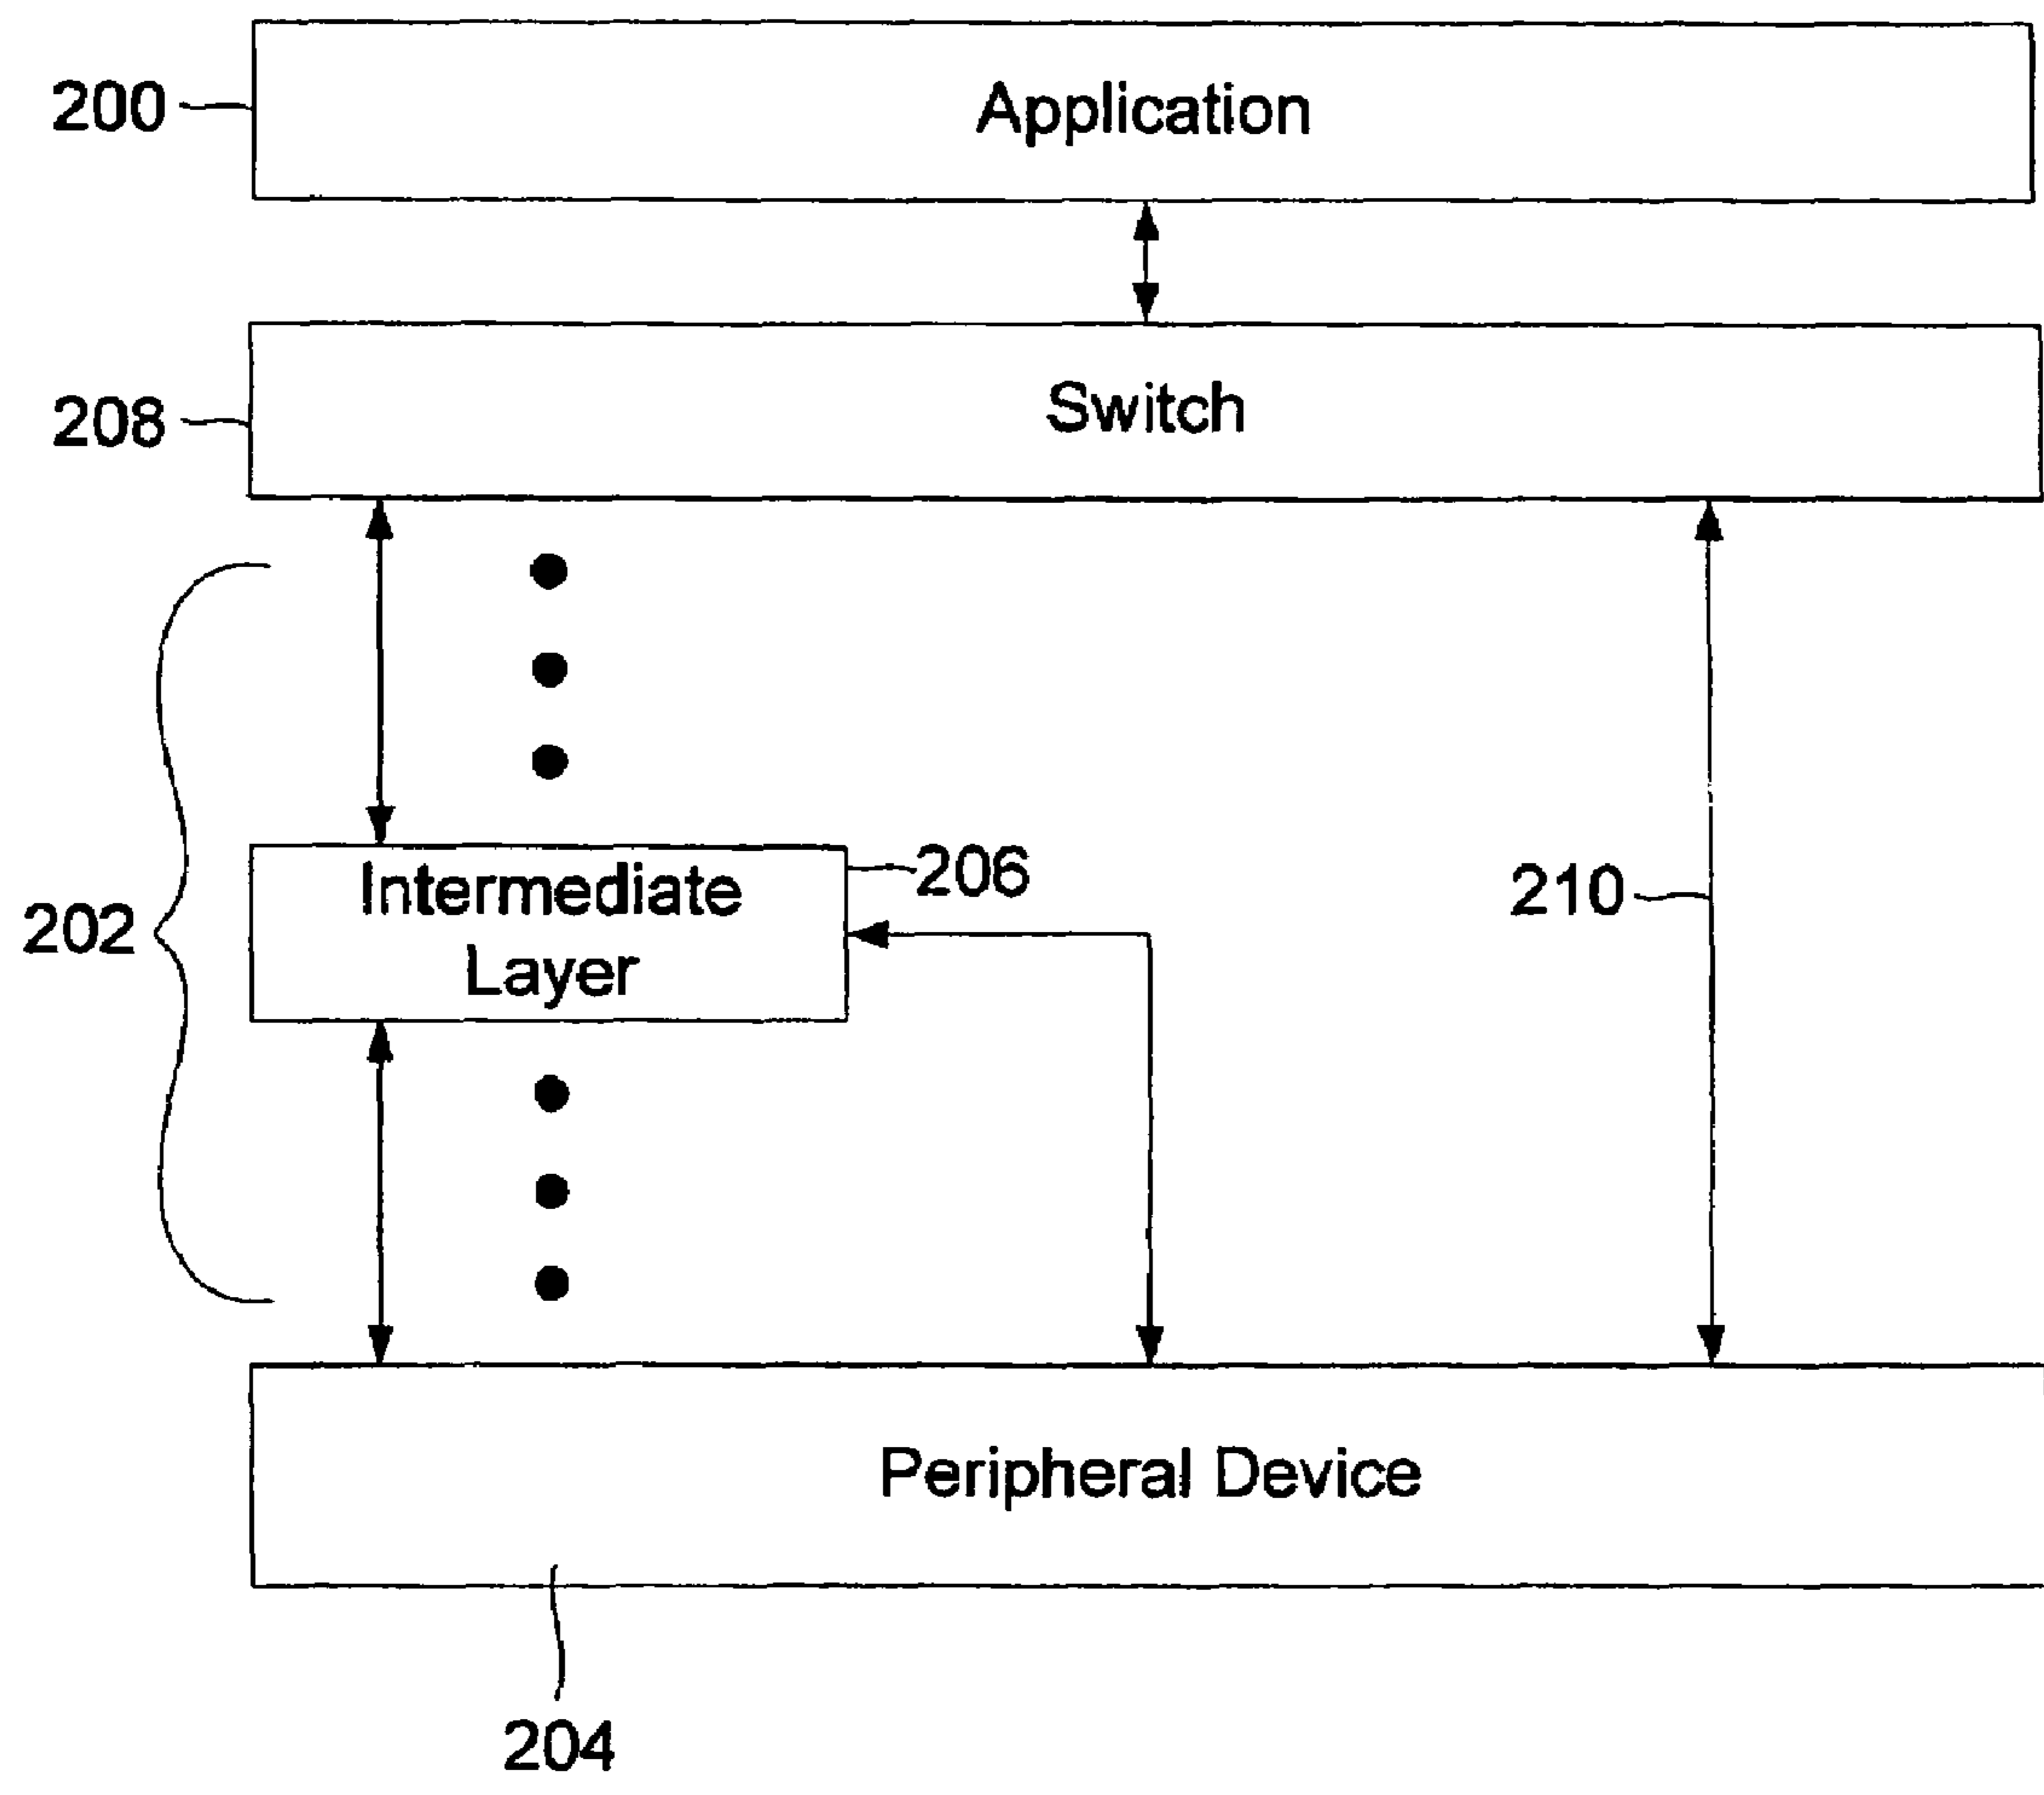 200
Application
208
Switch
Intermediate
Layer
206
210
202
Peripheral Device
204